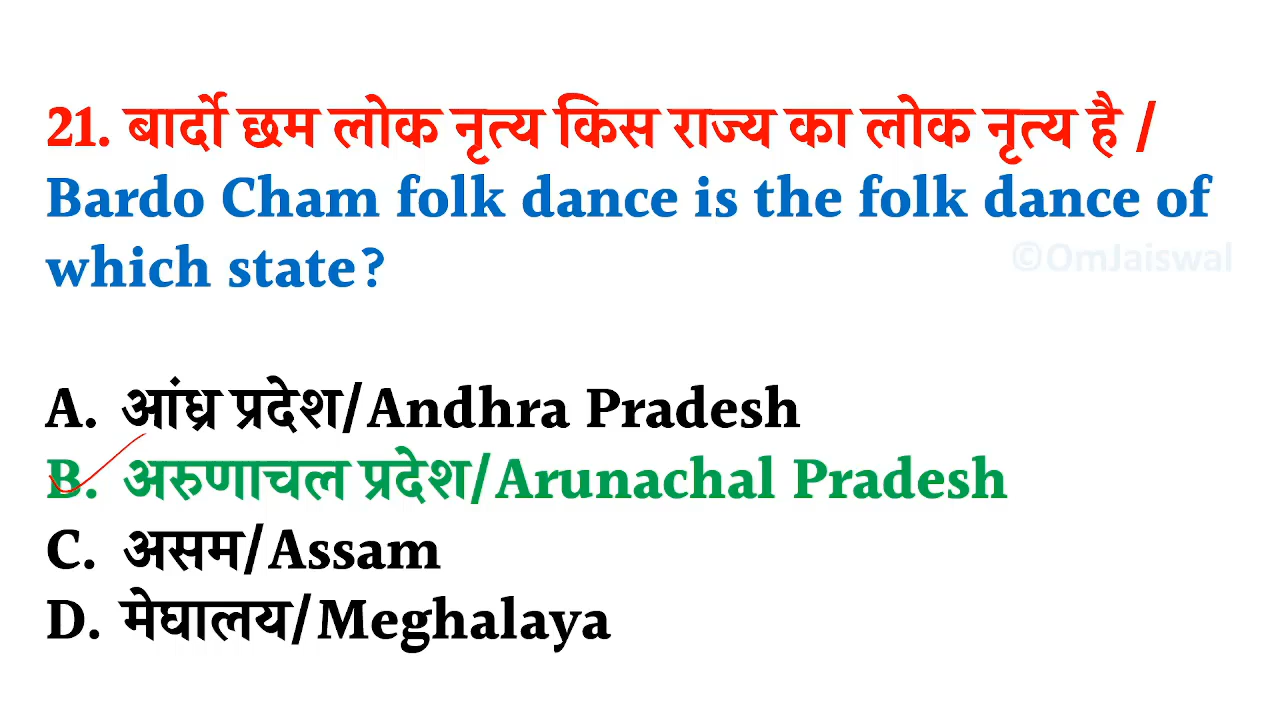 21. बार्दो छम लोक नृत्य किस राज्य का लोक नृत्य है /
Bardo Cham folk dance is the folk dance of
which state?
©OmJaiswal
A. आंध्र प्रदेश/Andhra Pradesh
B. अरुणाचल प्रदेश/Arunachal Pradesh
C. असम/Assam
D. मेघालय/Meghalaya